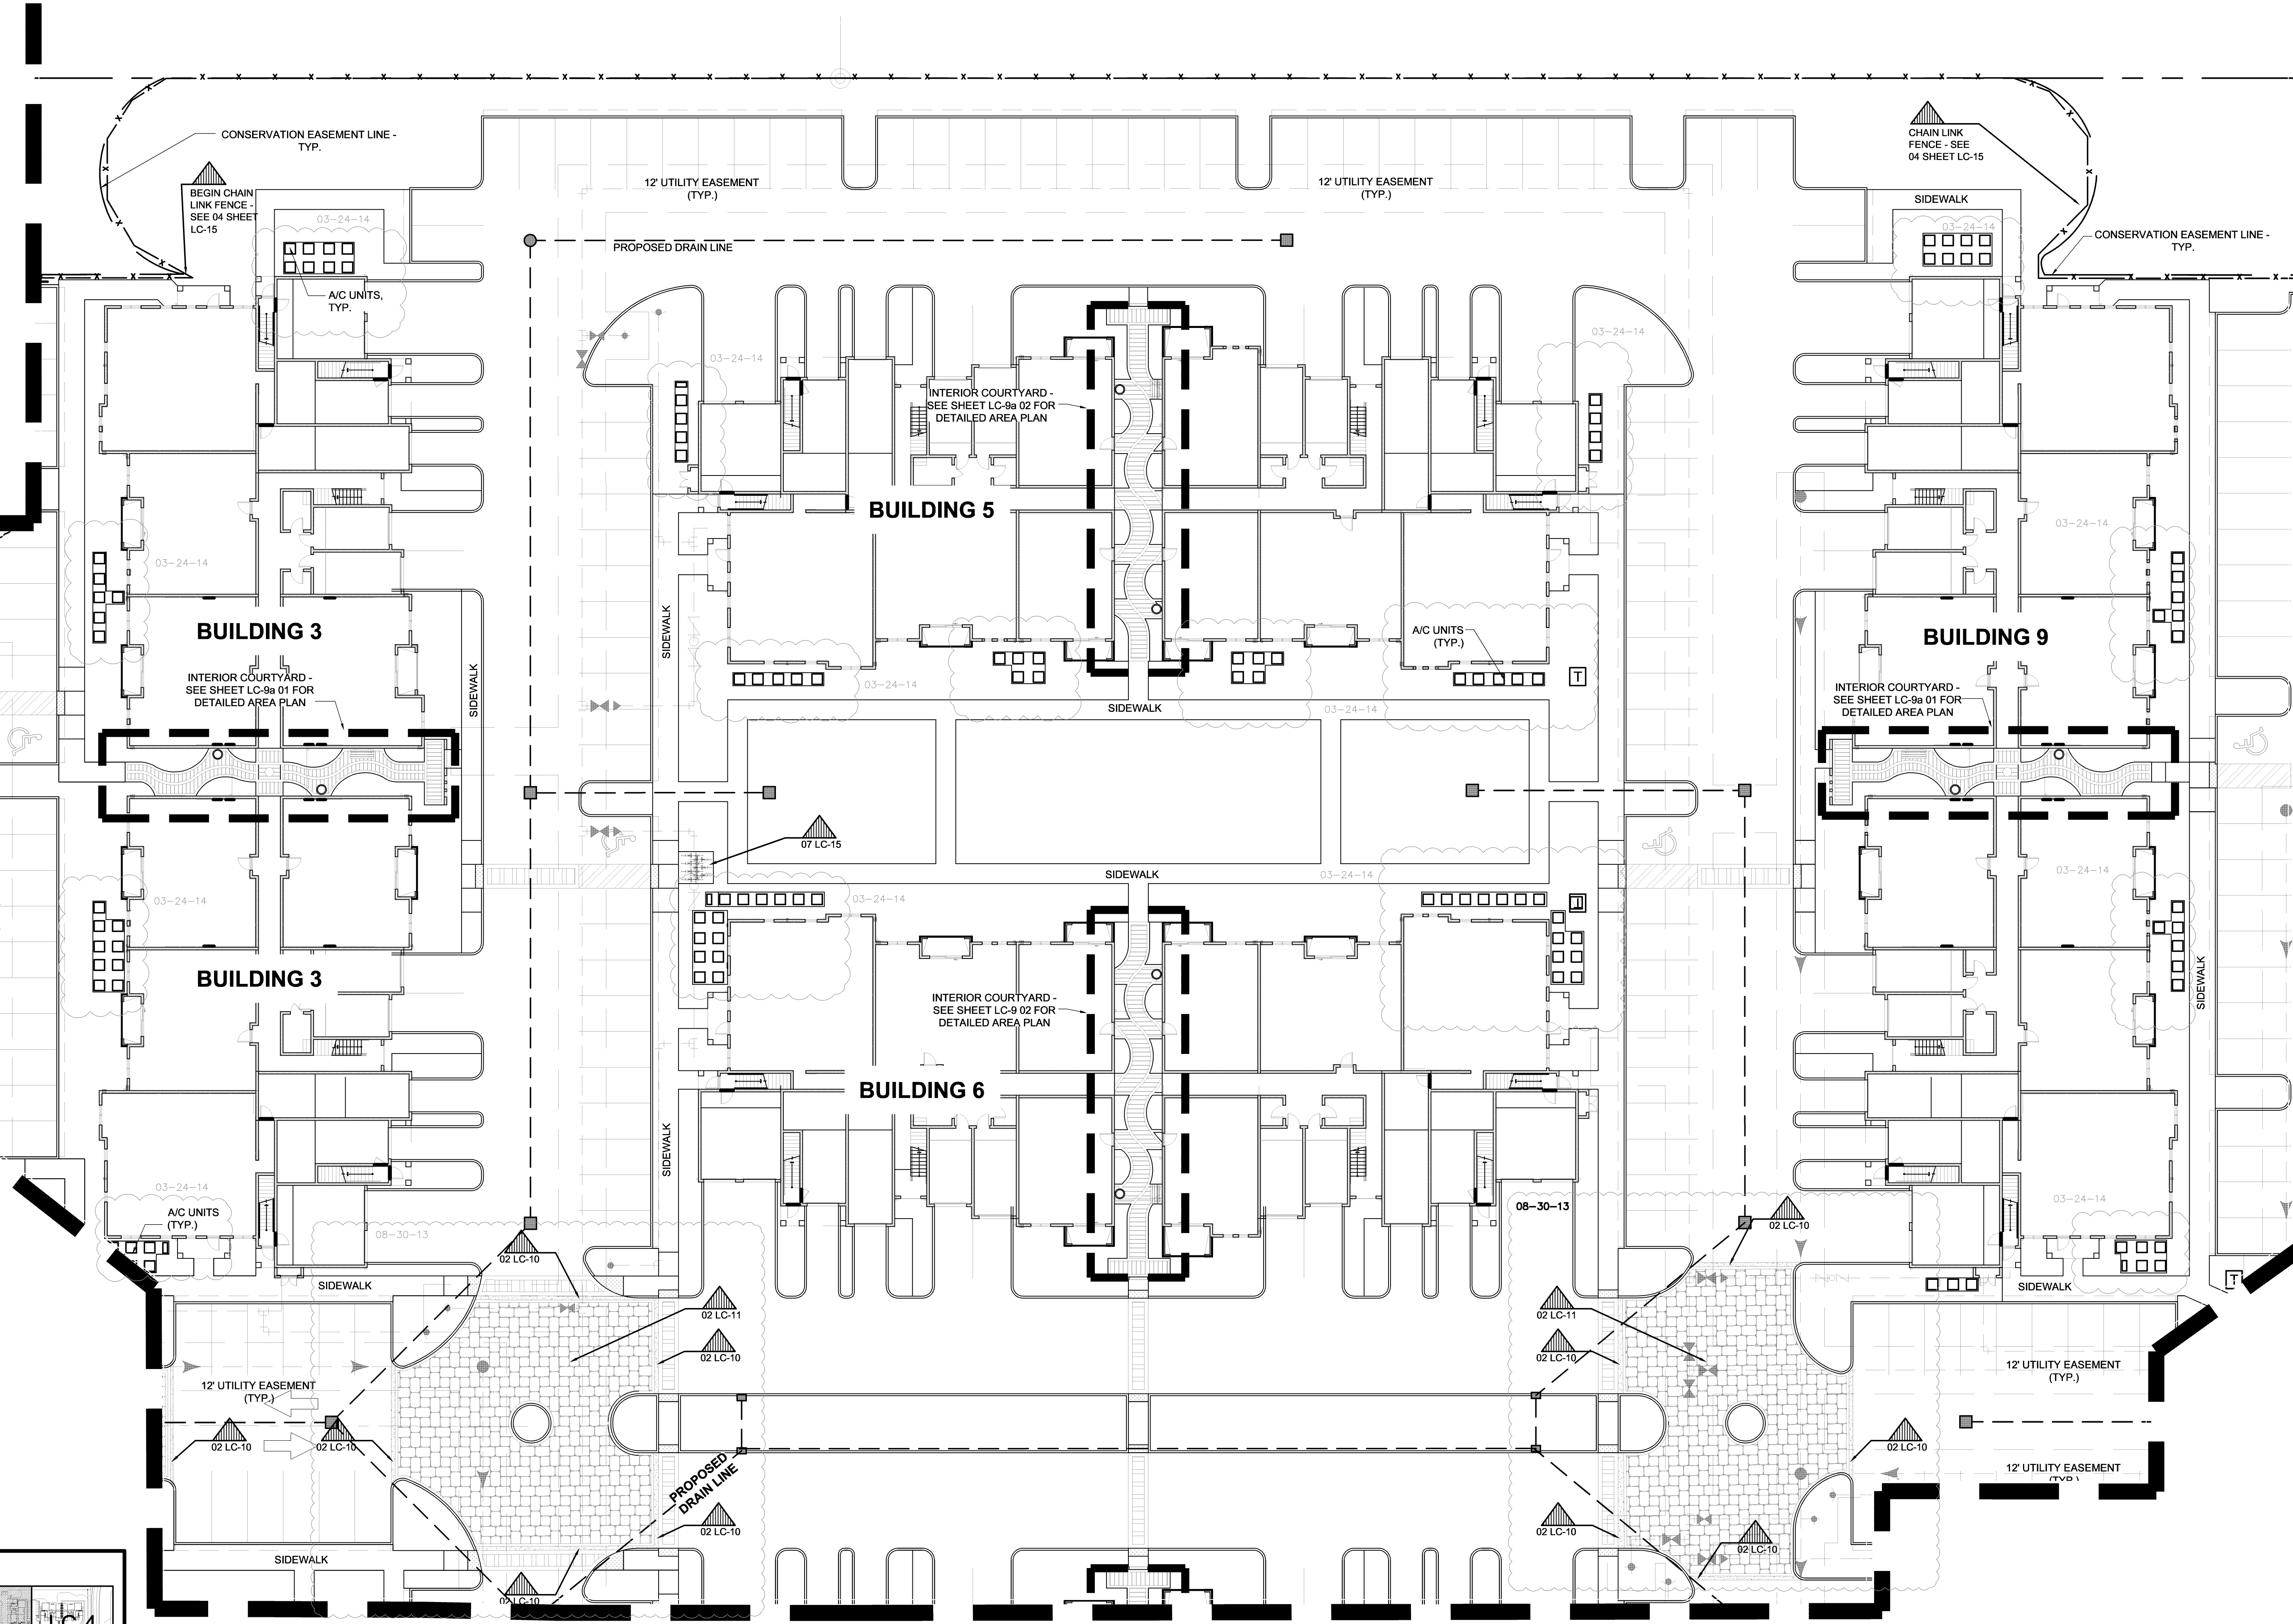 CONSERVATION EASEMENT LINE -
TYP.
CHAIN LINK
FENCE - SEE
04 SHEET LC-15
BEGIN CHAIN
LINK FENCE -
SEE 04 SHEET
LC-15
12' UTILITY EASEMENT
(TYP.)
12' UTILITY EASEMENT
(TYP.)
SIDEWALK
03-24-14
03-24-14
CONSERVATION EASEMENT LINE -
TYP.
PROPOSED DRAIN LINE
A/C UNITS,
TYP.
03-24-14
03-24-14
INTERIOR COURTYARD -
SEE SHEET LC-9a 02 FOR
DETAILED AREA PLAN
BUILDING 5
03-24-14
03-24-14
BUILDING 3
SIDEWALK
A/C UNITS
(TYP.)
BUILDING 9
T
INTERIOR COURTYARD -
SEE SHEET LC-9a 01 FOR
DETAILED AREA PLAN
SIDEWALK
03-24-14
SIDEWALK
03-24-14
INTERIOR COURTYARD -
SEE SHEET LC-9a 01 FOR
DETAILED AREA PLAN
07 LC-15
SIDEWALK
03-24-14
03-24-14
03-24-14
03-24-14
BUILDING 3
SIDEWALK
INTERIOR COURTYARD -
SEE SHEET LC-9 02 FOR
DETAILED AREA PLAN
BUILDING 6
SIDEWALK
03-24-14
A/C UNITS
(TYP.)
08-30-13
08-30-13
03-24-14
02 LC-10
02 LC-10
T
SIDEWALK
SIDEWALK
02 LC-11
02 LC-11
02 LC-10
02 LC-10
12' UTILITY EASEMENT
(TYP.)
12' UTILITY EASEMENT
(TYP.)
02 LC-10
02 LC-10
02 LC-10
12' UTILITY EASEMENT
(TYP.)
PROPOSED
DRAIN LINE
02 LC-10
02 LC-10
02 LC-10
SIDEWALK
02 LC-10